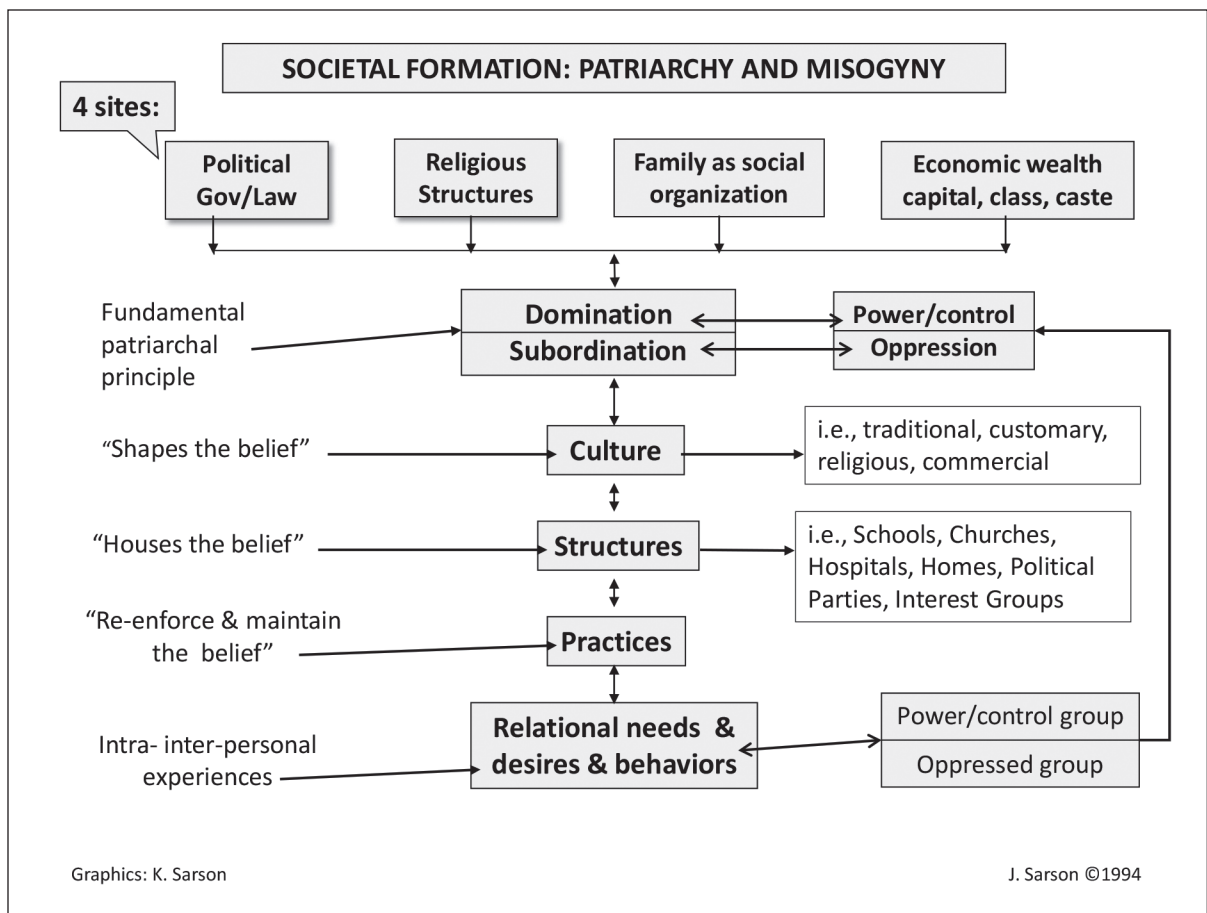 SOCIETAL FORMATION: PATRIARCHY AND MISOGYNY
4 sites:
Political
Gov/Law
Religious
Structures
Family as social
organization
Economic wealth
capital, class, caste
Fundamental
patriarchal
principle
Domination
Subordination
Power/control
Oppression
“Shapes the belief”
Culture
i.e., traditional, customary,
religious, commercial
“Houses the belief”
Structures
i.e., Schools, Churches,
Hospitals, Homes, Political
Parties, Interest Groups
“Re-enforce & maintain
the belief”
Practices
Intra- inter-personal
experiences
Relational needs &
desires & behaviors
Power/control group
Oppressed group
Graphics: K. Sarson
J. Sarson ©1994